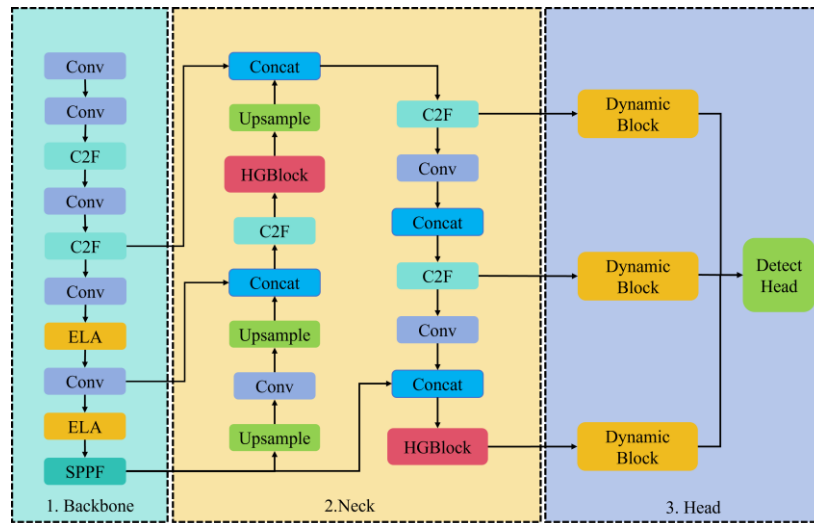 Conv
Conv
C2F
Conv
C2F
Conv
ELA
Conv
ELA
SPPF
1. Backbone
Concat
Upsample
HGBlock
C2F
Concat
Upsample
Conv
Upsample
C2F
Conv
Concat
C2F
Conv
Concat
HGBlock
2.Neck
Dynamic
Block
Dynamic
Block
Dynamic
Block
Detect
Head
3. Head